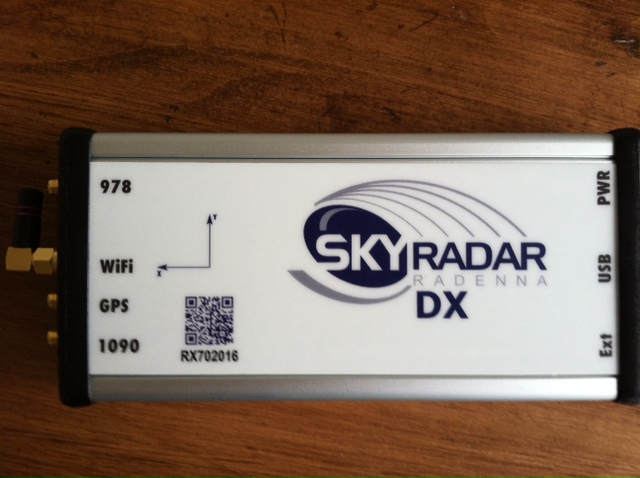 978
WiFi
GPS
1090
Y
X
RX702016
SKYRADAR
RADENNA
DX
PWR
USB
Ext